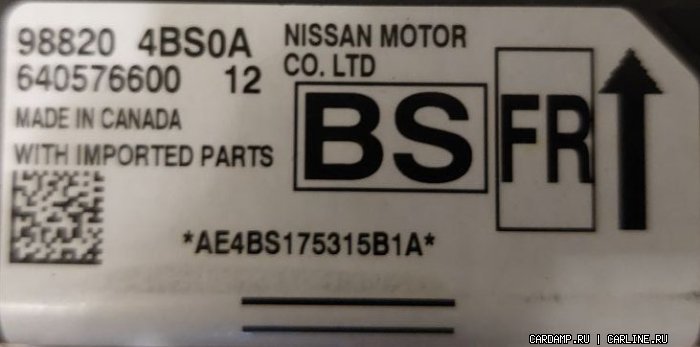 98820 4BS0A
640576600 12
MADE IN CANADA
WITH IMPORTED PARTS
NISSAN MOTOR
CO. LTD
BS
FR
*AE4BS175315B1A*
CARDAMP.RU | CARLINE.RU